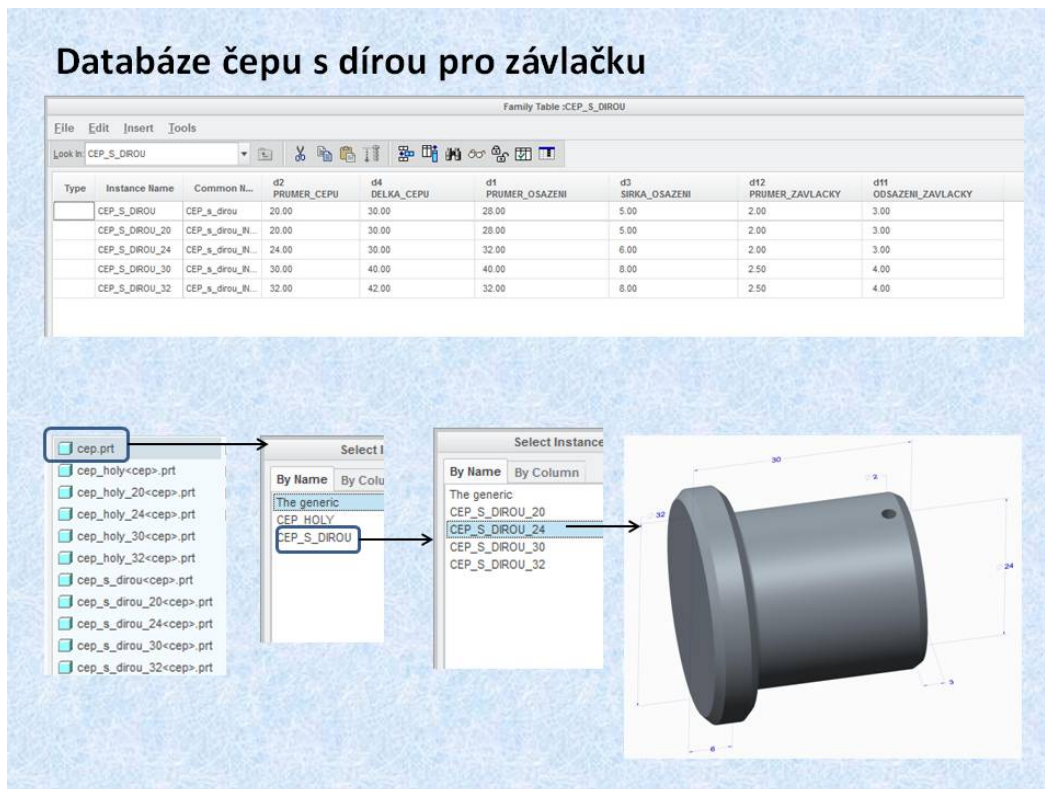 Databáze čepu s dírou pro závlačku
Family Table :CEP_S_DIROU
File Edit Insert Tools
Look In: CEP_S_DIROU
Type Instance Name Common N... d2 PRUMER_CEPU d4 DELKA_CEPU d1 PRUMER_OSAZENI d3 SIRKA_OSAZENI d12 PRUMER_ZAVLACKY d11 ODSAZENI_ZAVLACKY
CEP_S_DIROU CEP_s_dirou 20.00 30.00 28.00 5.00 2.00 3.00
CEP_S_DIROU_20 CEP_s_dirou_IN... 20.00 30.00 28.00 5.00 2.00 3.00
CEP_S_DIROU_24 CEP_s_dirou_IN... 24.00 30.00 32.00 6.00 2.00 3.00
CEP_S_DIROU_30 CEP_s_dirou_IN... 30.00 40.00 40.00 8.00 2.50 4.00
CEP_S_DIROU_32 CEP_s_dirou_IN... 32.00 42.00 32.00 8.00 2.50 4.00
cep.prt
cep_holy<cep>.prt
cep_holy_20<cep>.prt
cep_holy_24<cep>.prt
cep_holy_30<cep>.prt
cep_holy_32<cep>.prt
cep_s_dirou<cep>.prt
cep_s_dirou_20<cep>.prt
cep_s_dirou_24<cep>.prt
cep_s_dirou_30<cep>.prt
cep_s_dirou_32<cep>.prt
Select I
By Name By Colu
The generic
CEP_HOLY
CEP_S_DIROU
Select Instance
By Name By Column
The generic
CEP_S_DIROU_20
CEP_S_DIROU_24
CEP_S_DIROU_30
CEP_S_DIROU_32
30
2
32
24
3
6